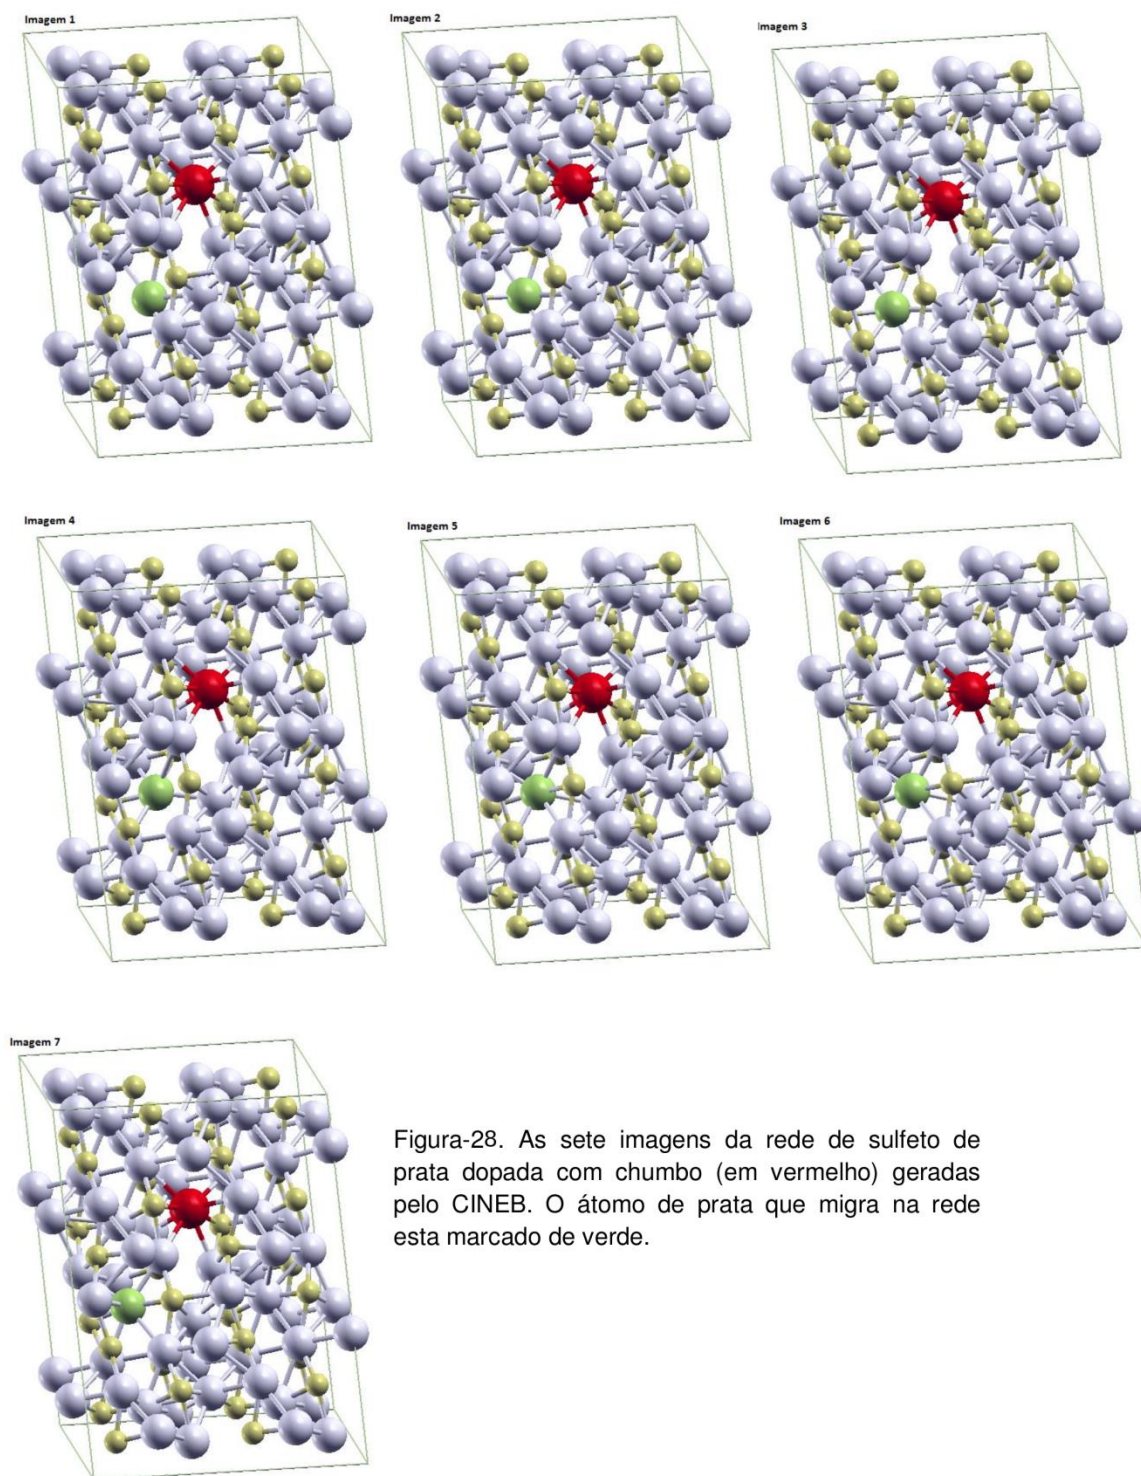 Imagem 1
Imagem 2
Imagem 3
Imagem 4
Imagem 5
Imagem 6
Imagem 7
Figura-28. As sete imagens da rede de sulfeto de
prata dopada com chumbo (em vermelho) geradas
pelo CINEB. O átomo de prata que migra na rede
esta marcado de verde.